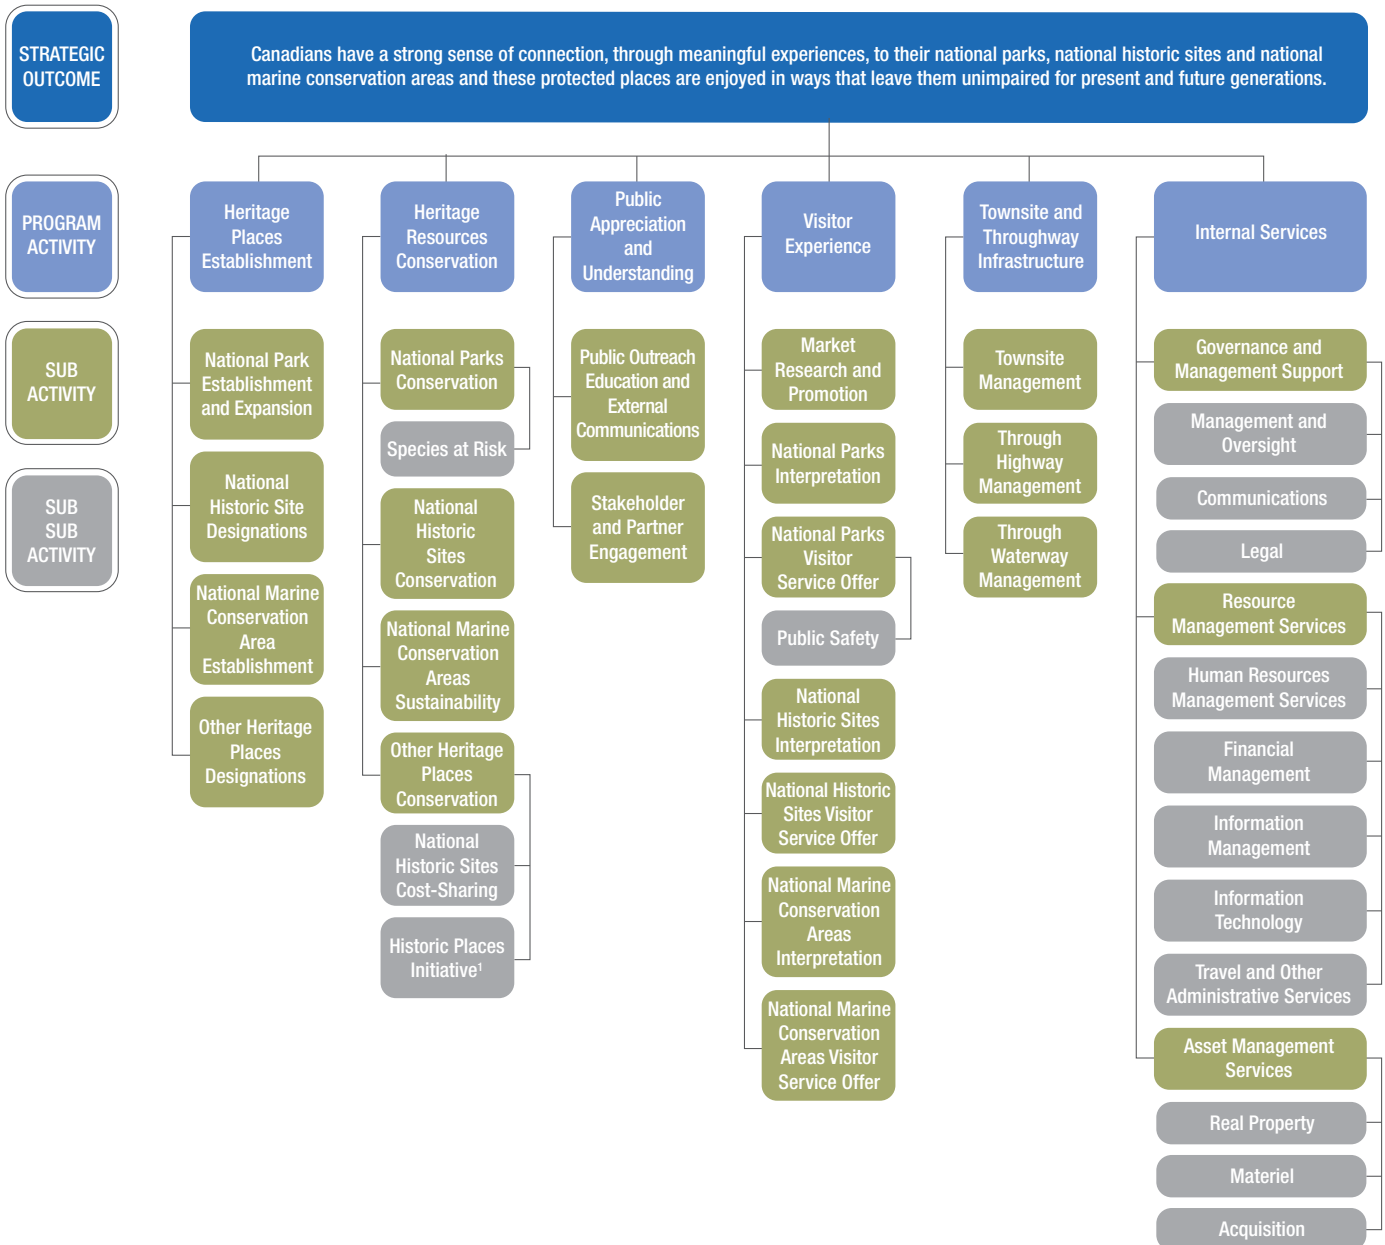 STRATEGIC
OUTCOME
Canadians have a strong sense of connection, through meaningful experiences, to their national parks, national historic sites and national
marine conservation areas and these protected places are enjoyed in ways that leave them unimpaired for present and future generations.
PROGRAM
ACTIVITY
SUB
ACTIVITY
SUB
SUB
ACTIVITY
Heritage
Places
Establishment
National Park
Establishment
and Expansion
National
Historic Site
Designations
National Marine
Conservation
Area
Establishment
Other Heritage
Places
Designations
Heritage
Resources
Conservation
National Parks
Conservation
Species at Risk
National
Historic
Sites
Conservation
National Marine
Conservation
Areas
Sustainability
Other Heritage
Places
Conservation
National
Historic Sites
Cost-Sharing
Historic Places
Initiative¹
Public
Appreciation
and
Understanding
Public Outreach
Education and
External
Communications
Stakeholder
and Partner
Engagement
Visitor
Experience
Market
Research and
Promotion
National Parks
Interpretation
National Parks
Visitor
Service Offer
Public Safety
National
Historic Sites
Interpretation
National Historic
Sites Visitor
Service Offer
National Marine
Conservation
Areas
Interpretation
National Marine
Conservation
Areas Visitor
Service Offer
Townsite and
Throughway
Infrastructure
Townsite
Management
Through
Highway
Management
Through
Waterway
Management
Internal Services
Governance and
Management Support
Management and
Oversight
Communications
Legal
Resource
Management Services
Human Resources
Management Services
Financial
Management
Information
Management
Information
Technology
Travel and Other
Administrative Services
Asset Management
Services
Real Property
Materiel
Acquisition